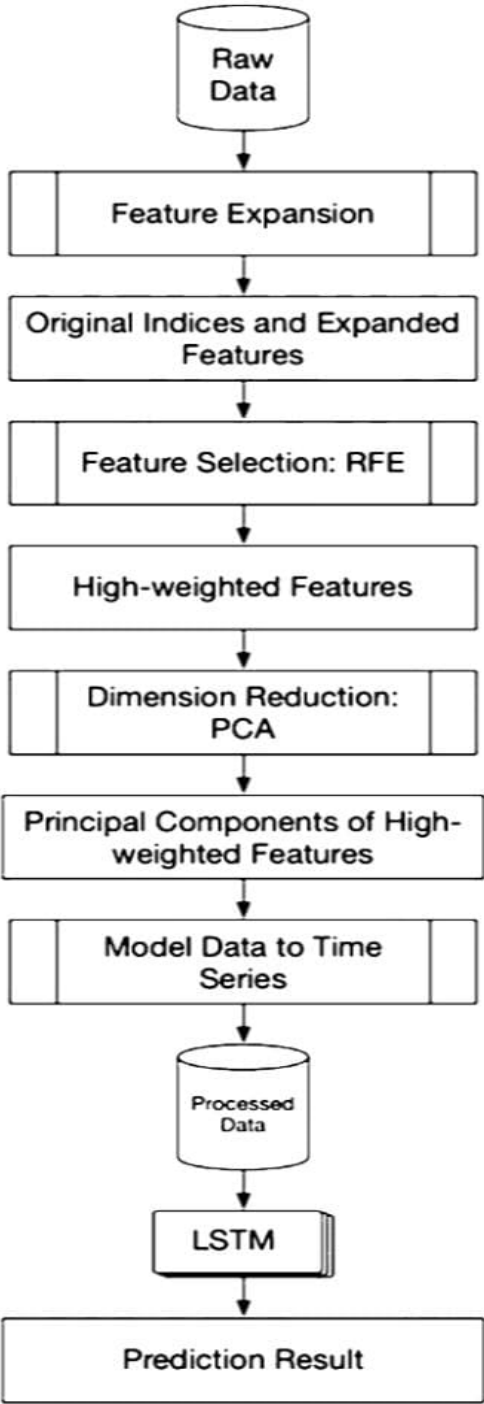 Raw
Data
Feature Expansion
Original Indices and Expanded
Features
Feature Selection: RFE
High-weighted Features
Dimension Reduction:
PCA
Principal Components of High-
weighted Features
Model Data to Time
Series
Processed
Data
LSTM
Prediction Result